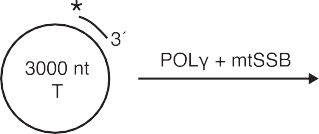 *
3´
3000 nt
T
POLγ + mtSSB